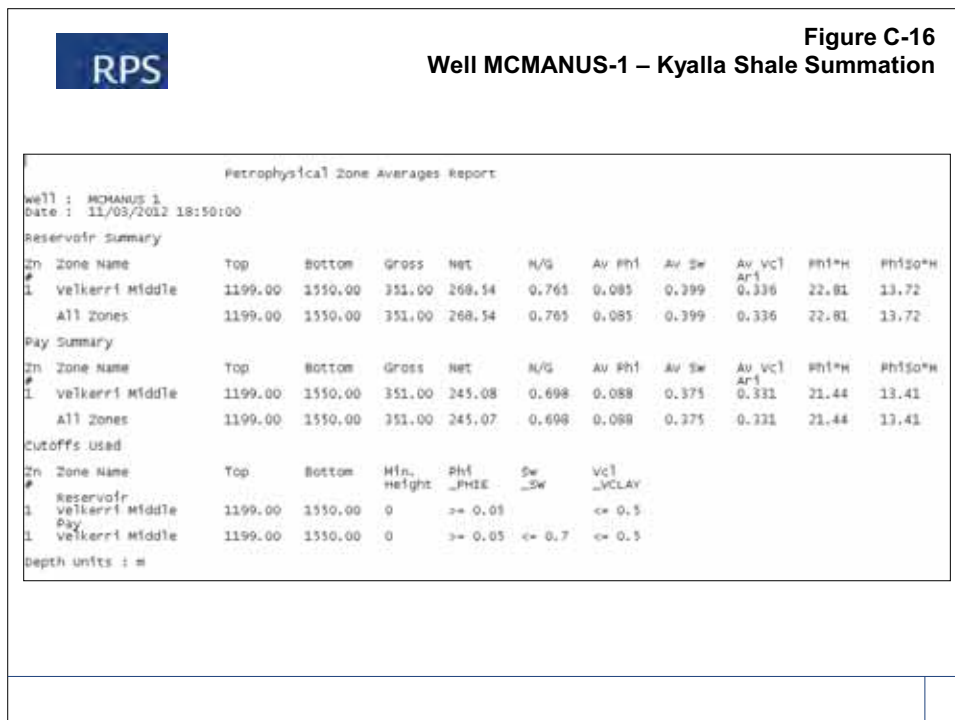 RPS
Figure C-16
Well MCMANUS-1 – Kyalla Shale Summation
Petrophysical Zone Averages Report
Well : MCMANUS 1
Date : 11/03/2012 18:50:00
Reservoir Summary
Zn Zone Name Top Bottom Gross Net N/G Av Phi Av Sw Av Vcl Phi*H PhiSo*H
# Ari
1 Velkerri Middle 1199.00 1550.00 351.00 268.54 0.765 0.085 0.399 0.336 22.81 13.72
All Zones 1199.00 1550.00 351.00 268.54 0.765 0.085 0.399 0.336 22.81 13.72
Pay Summary
Zn Zone Name Top Bottom Gross Net N/G Av Phi Av Sw Av Vcl Phi*H PhiSo*H
# Ari
1 Velkerri Middle 1199.00 1550.00 351.00 245.08 0.698 0.088 0.375 0.331 21.44 13.41
All Zones 1199.00 1550.00 351.00 245.07 0.698 0.088 0.375 0.331 21.44 13.41
Cutoffs Used
Zn Zone Name Top Bottom Min. Phi Sw Vcl
# Height _PHIE _SW _VCLAY
Reservoir
1 Velkerri Middle 1199.00 1550.00 0 >= 0.05 <= 0.5
Pay
1 Velkerri Middle 1199.00 1550.00 0 >= 0.05 <= 0.7 <= 0.5
Depth Units : m